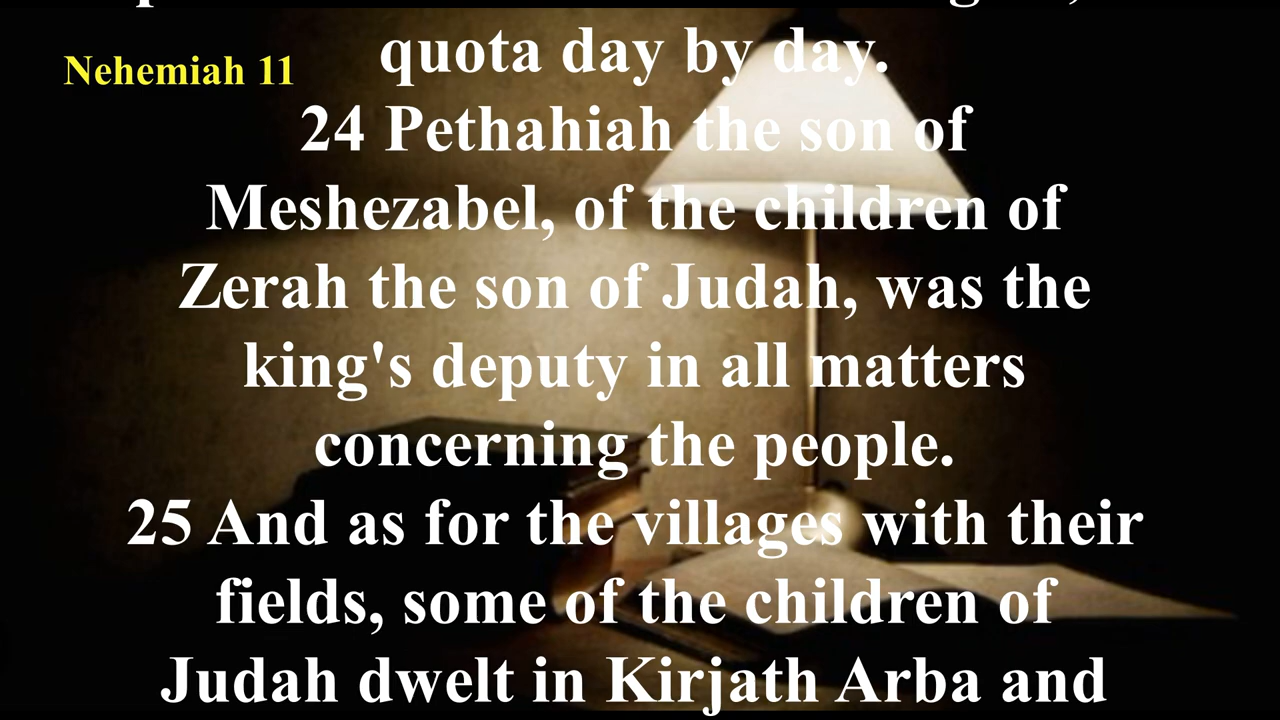 Nehemiah 11
quota day by day.
24 Pethahiah the son of
Meshezabel, of the children of
Zerah the son of Judah, was the
king's deputy in all matters
concerning the people.
25 And as for the villages with their
fields, some of the children of
Judah dwelt in Kirjath Arba and